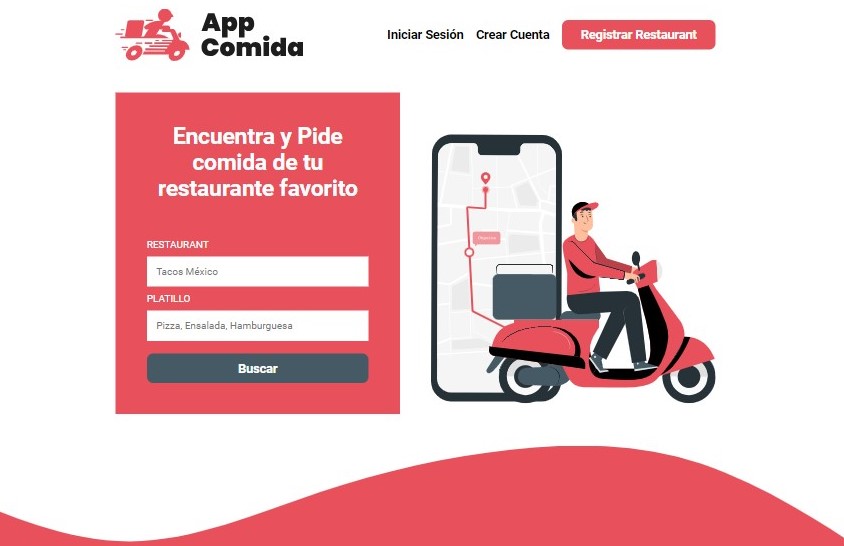 App
Comida
Iniciar Sesión
Crear Cuenta
Registrar Restaurant
Encuentra y Pide
comida de tu
restaurante favorito
RESTAURANT
Tacos México
PLATILLO
Pizza, Ensalada, Hamburguesa
Buscar